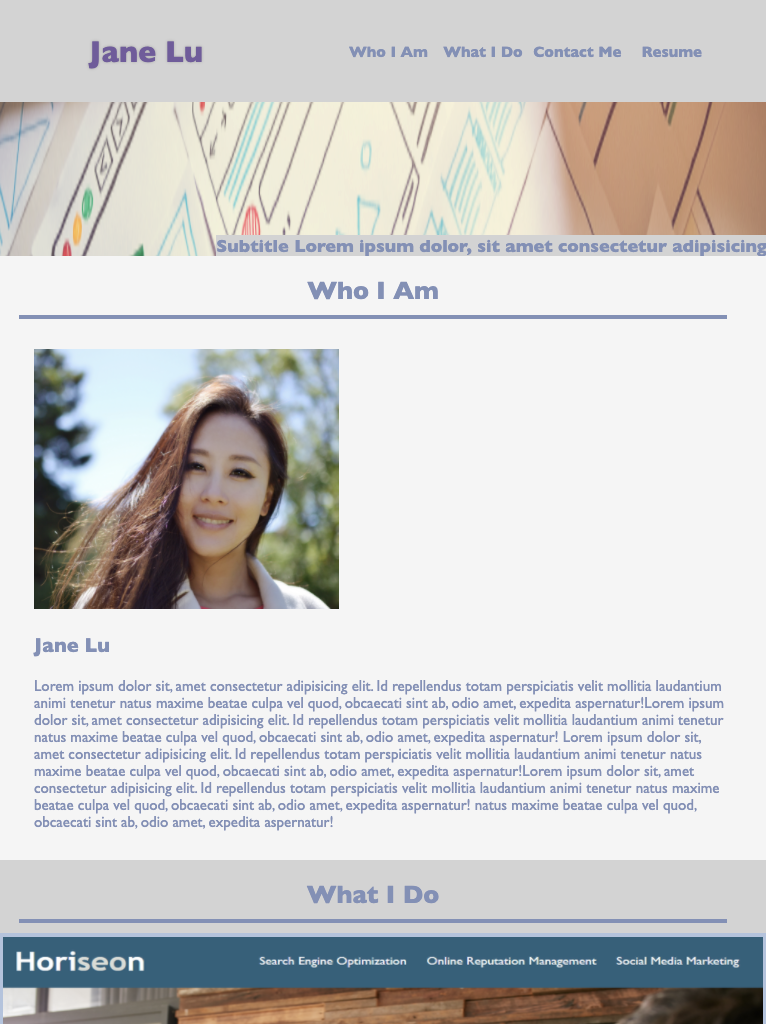 Jane Lu
Who I Am
What I Do
Contact Me
Resume
Subtitle Lorem ipsum dolor, sit amet consectetur adipisicing
Who I Am
Jane Lu
Lorem ipsum dolor sit, amet consectetur adipisicing elit. Id repellendus totam perspiciatis velit mollitia laudantium
animi tenetur natus maxime beatae culpa vel quod, obcaecati sint ab, odio amet, expedita aspernatur!Lorem ipsum
dolor sit, amet consectetur adipisicing elit. Id repellendus totam perspiciatis velit mollitia laudantium animi tenetur
natus maxime beatae culpa vel quod, obcaecati sint ab, odio amet, expedita aspernatur! Lorem ipsum dolor sit,
amet consectetur adipisicing elit. Id repellendus totam perspiciatis velit mollitia laudantium animi tenetur natus
maxime beatae culpa vel quod, obcaecati sint ab, odio amet, expedita aspernatur!Lorem ipsum dolor sit, amet
consectetur adipisicing elit. Id repellendus totam perspiciatis velit mollitia laudantium animi tenetur natus maxime
beatae culpa vel quod, obcaecati sint ab, odio amet, expedita aspernatur! natus maxime beatae culpa vel quod,
obcaecati sint ab, odio amet, expedita aspernatur!
What I Do
Horiseon
Search Engine Optimization
Online Reputation Management
Social Media Marketing